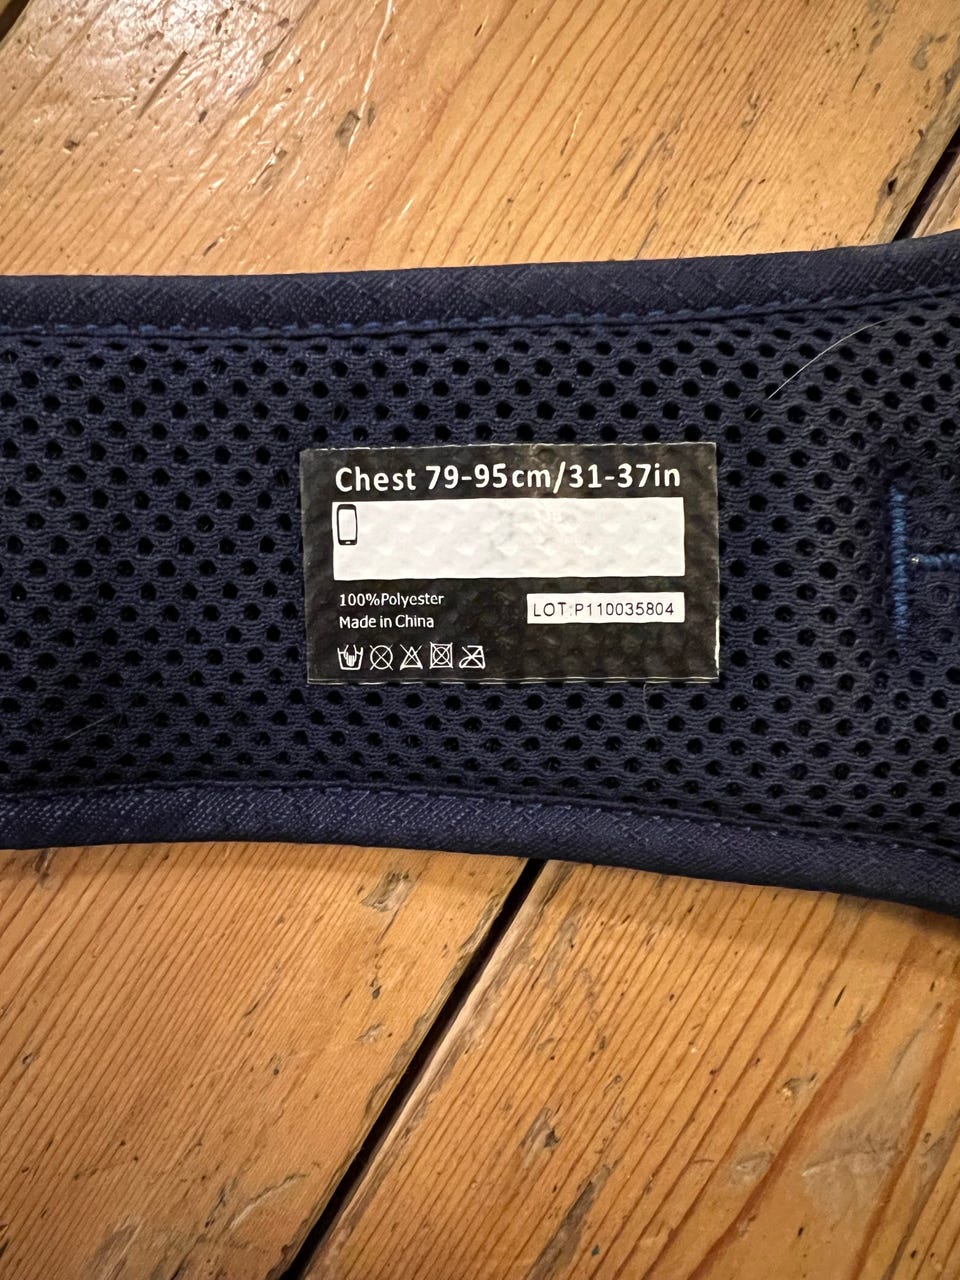 Chest 79-95cm/31-37in
100%Polyester
Made in China
LOT:P110035804